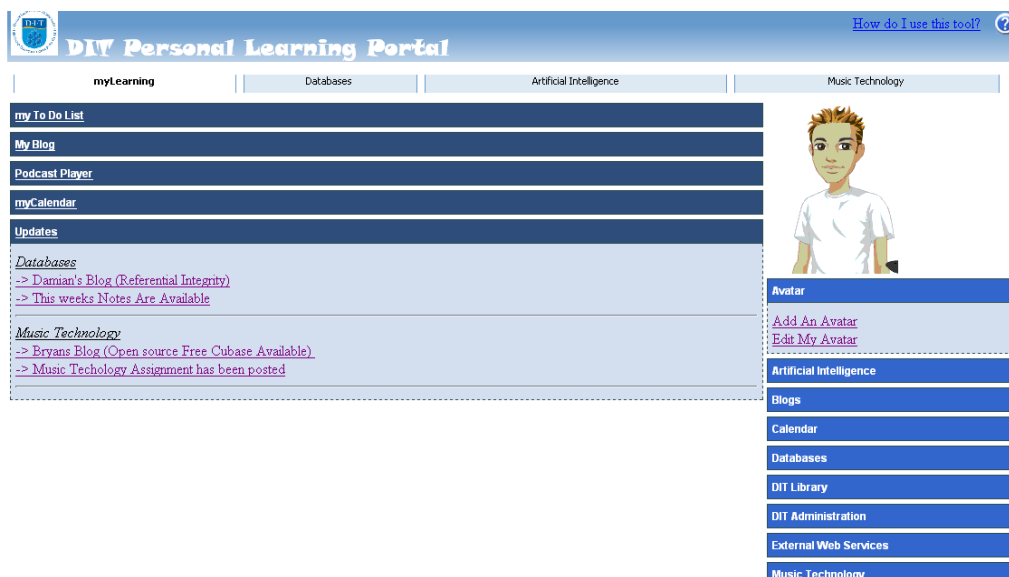 DIT
How do I use this tool?
?
DIT Personal Learning Portal
myLearning
Databases
Artificial Intelligence
Music Technology
my To Do List
My Blog
Podcast Player
myCalendar
Updates
Databases
-> Damian's Blog (Referential Integrity)
-> This weeks Notes Are Available
Music Technology
-> Bryans Blog (Open source Free Cubase Available)
-> Music Techology Assignment has been posted
Avatar
Add An Avatar
Edit My Avatar
Artificial Intelligence
Blogs
Calendar
Databases
DIT Library
DIT Administration
External Web Services
Music Technology